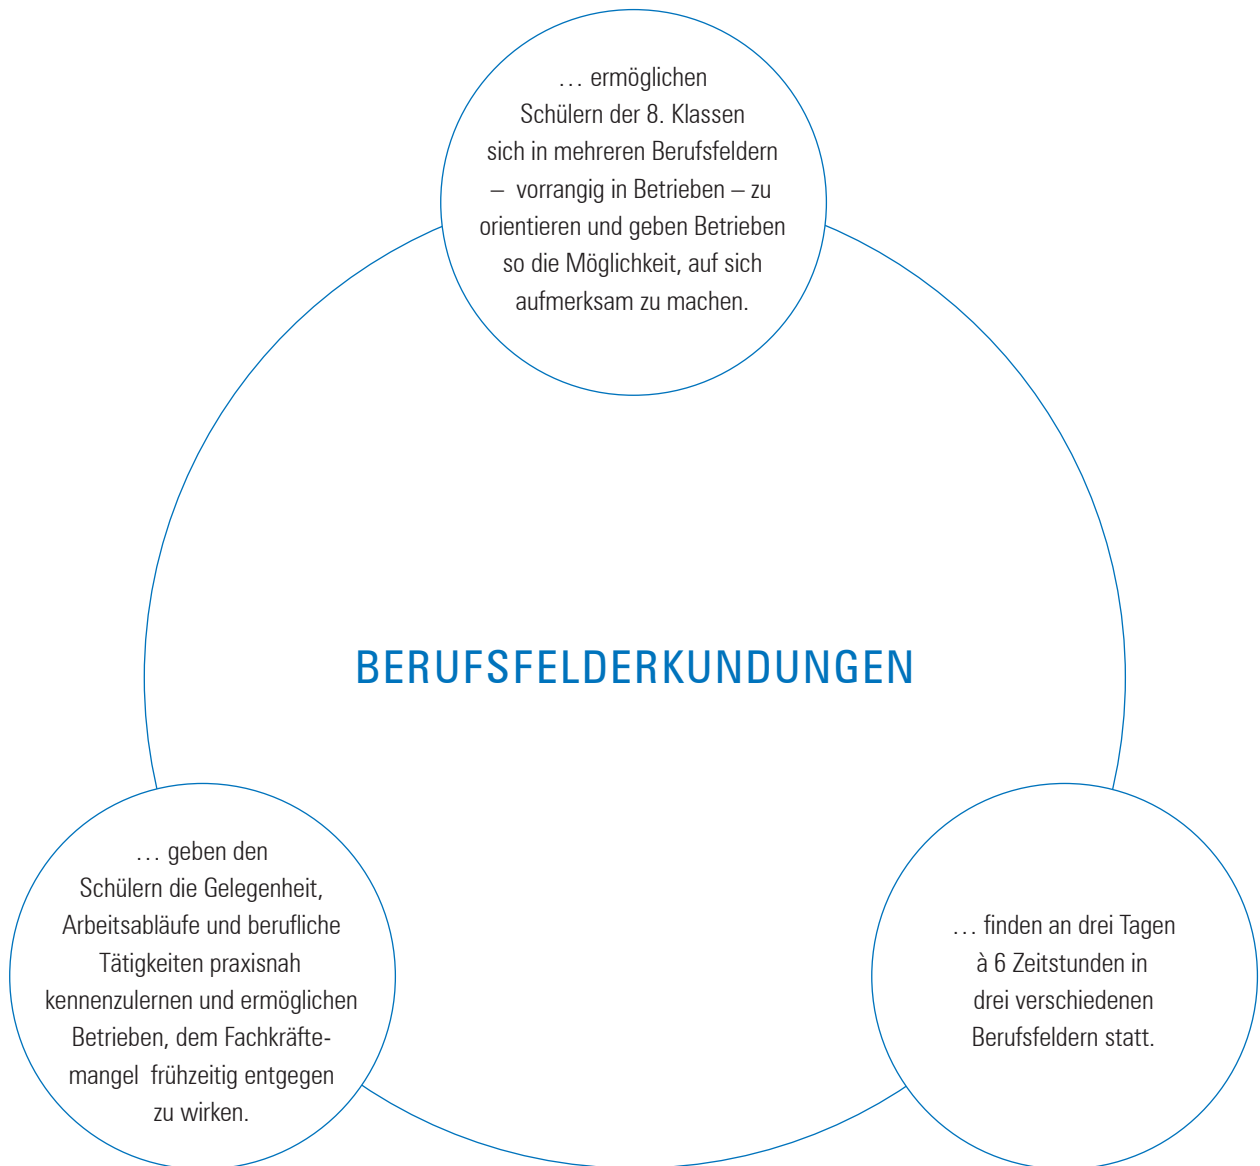 … ermöglichen
Schülern der 8. Klassen
sich in mehreren Berufsfeldern
– vorrangig in Betrieben – zu
orientieren und geben Betrieben
so die Möglichkeit, auf sich
aufmerksam zu machen.
BERUFSFELDERKUNDUNGEN
… geben den
Schülern die Gelegenheit,
Arbeitsabläufe und berufliche
Tätigkeiten praxisnah
kennenzulernen und ermöglichen
Betrieben, dem Fachkräfte-
mangel frühzeitig entgegen
zu wirken.
… finden an drei Tagen
à 6 Zeitstunden in
drei verschiedenen
Berufsfeldern statt.